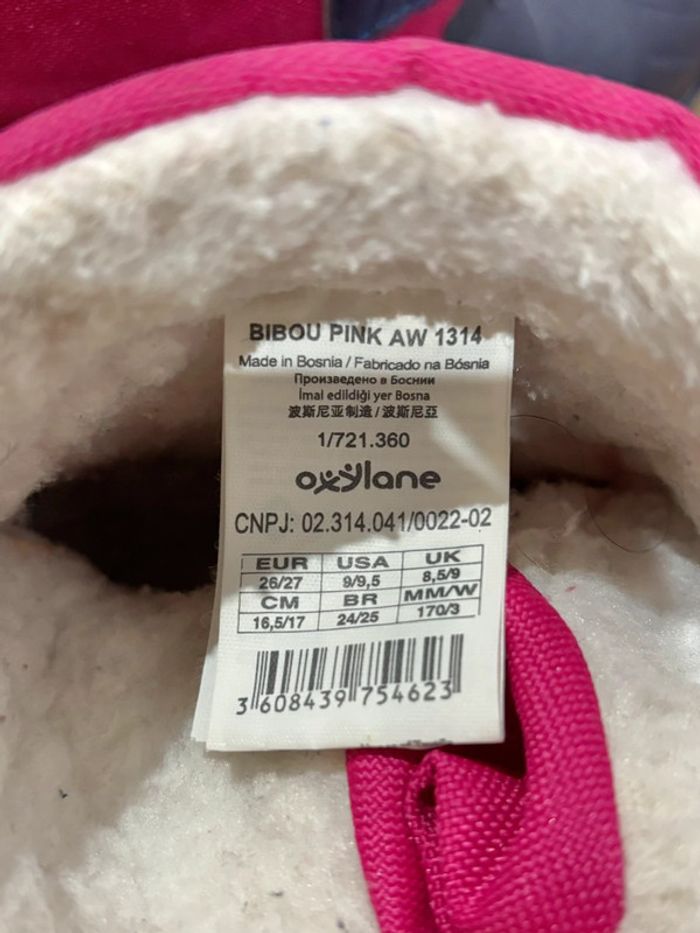 BIBOU PINK AW 1314
Made in Bosnia / Fabricado na Bósnia
Произведено в Боснии
İmal edildiği yer Bosna
波斯尼亚制造 / 波斯尼亞
1/721.360
oxylane
CNPJ: 02.314.041/0022-02
EUR USA UK
26/27 9/9,5 8,5/9
CM BR MM/W
16,5/17 24/25 170/3
3 608439 754623